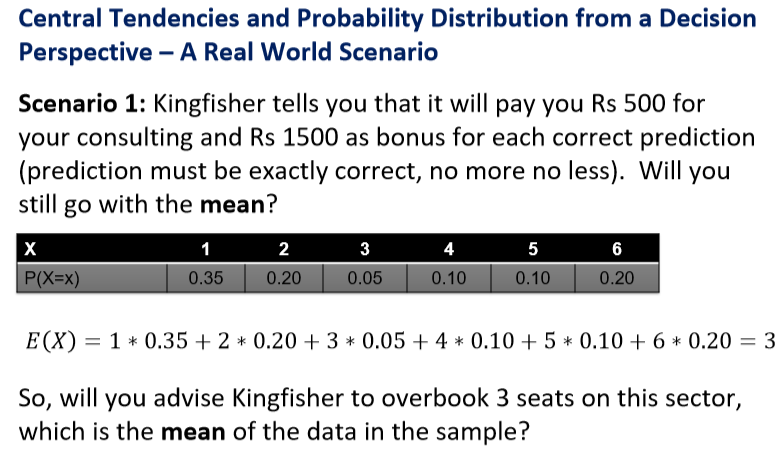 Central Tendencies and Probability Distribution from a Decision
Perspective – A Real World Scenario
Scenario 1: Kingfisher tells you that it will pay you Rs 500 for
your consulting and Rs 1500 as bonus for each correct prediction
(prediction must be exactly correct, no more no less). Will you
still go with the mean?
X 1 2 3 4 5 6
P(X=x) 0.35 0.20 0.05 0.10 0.10 0.20
E(X) = 1 * 0.35 + 2 * 0.20 + 3 * 0.05 + 4 * 0.10 + 5 * 0.10 + 6 * 0.20 = 3
So, will you advise Kingfisher to overbook 3 seats on this sector,
which is the mean of the data in the sample?